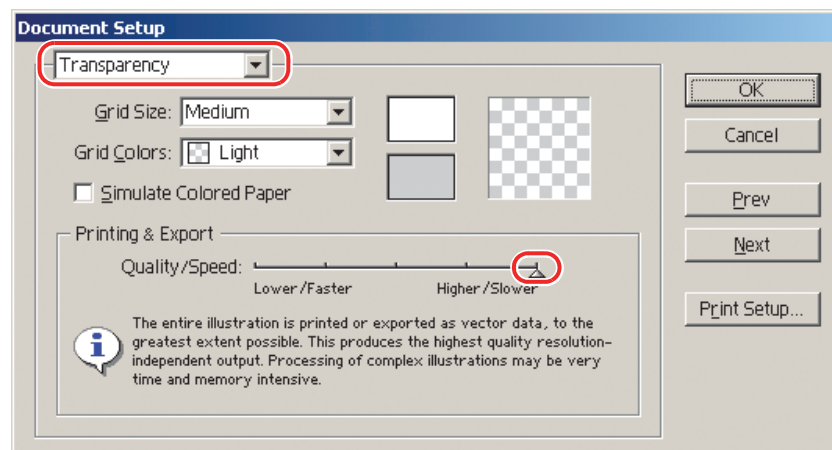 Document Setup
Transparency
Grid Size: Medium
Grid Colors: Light
Simulate Colored Paper
Printing & Export
Quality/Speed:
Lower/Faster Higher/Slower
The entire illustration is printed or exported as vector data, to the
greatest extent possible. This produces the highest quality resolution-
independent output. Processing of complex illustrations may be very
time and memory intensive.
OK
Cancel
Prev
Next
Print Setup...